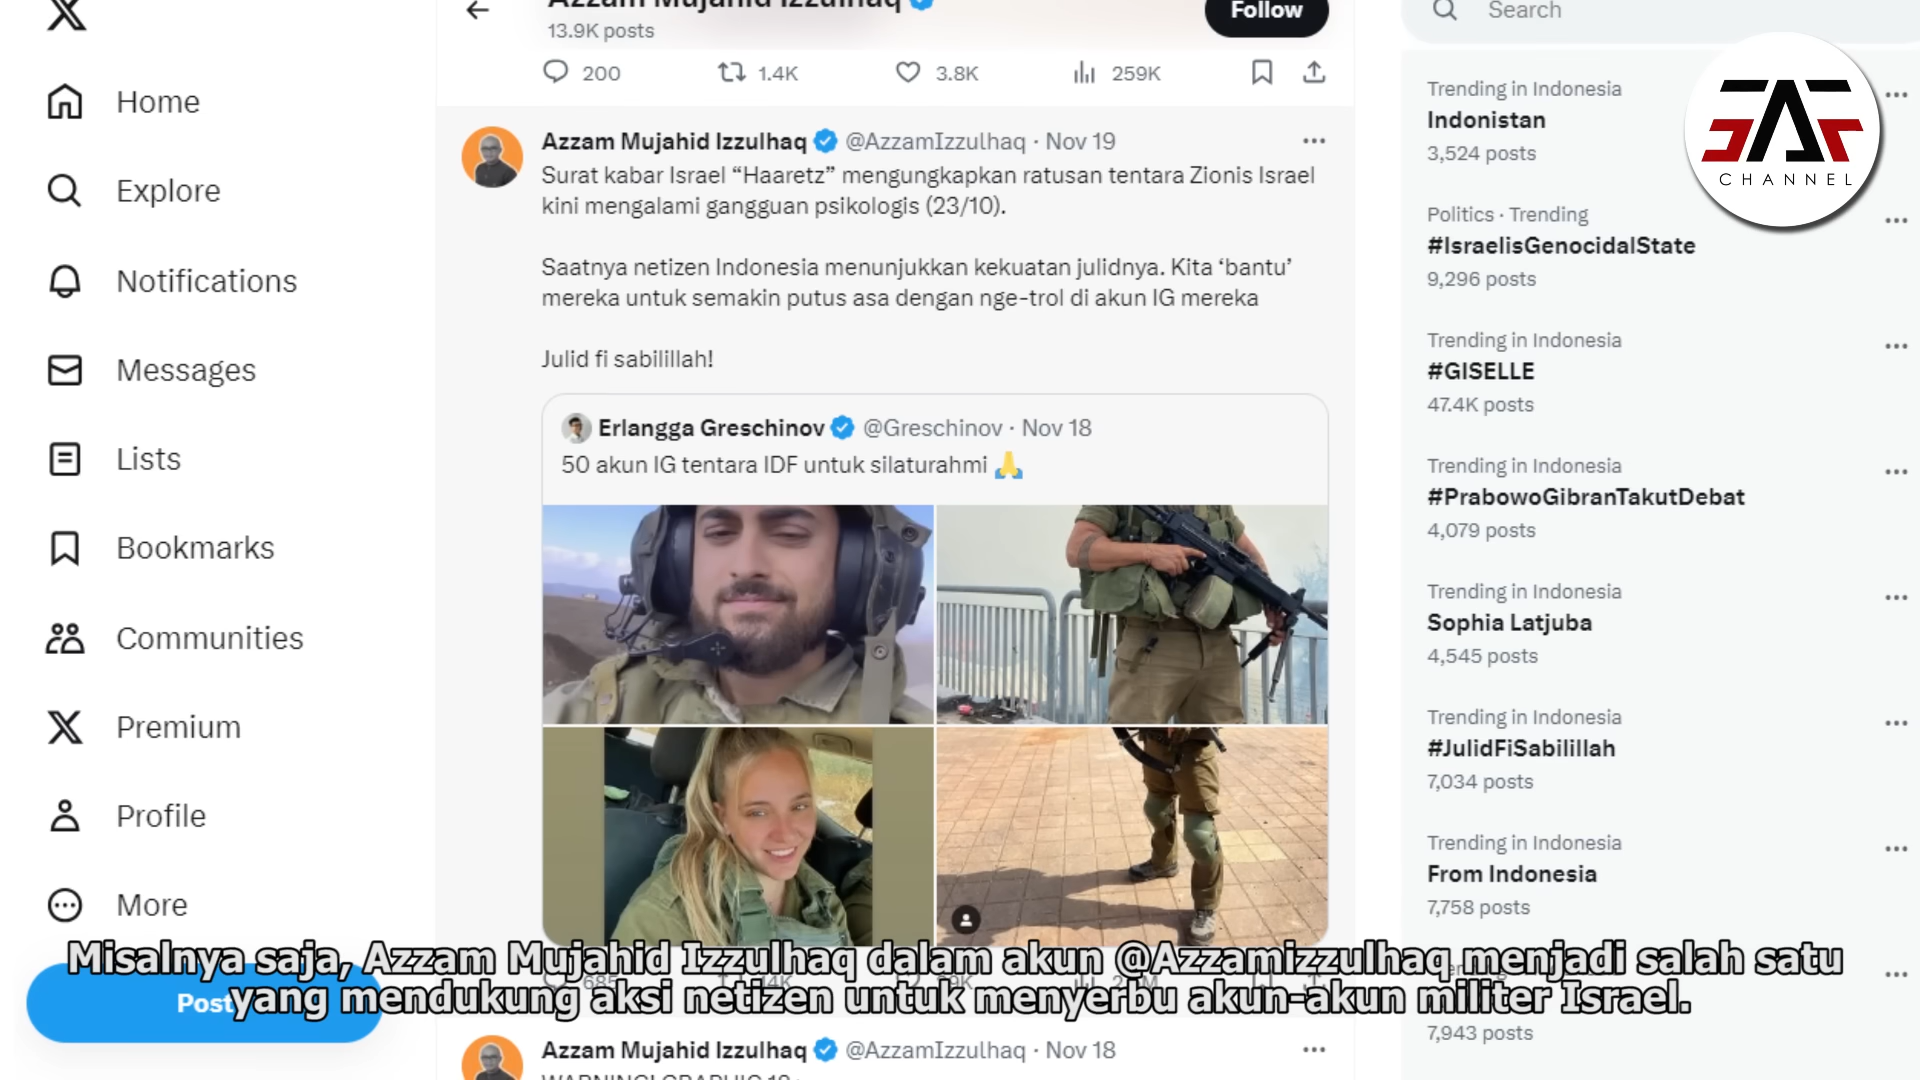 Azzam Mujahid Izzulhaq
13.9K posts
Follow
Search
Home
Explore
Notifications
Messages
Lists
Bookmarks
Communities
Premium
Profile
More
Post
200 1.4K 3.8K 259K
Azzam Mujahid Izzulhaq @AzzamIzzulhaq · Nov 19
Surat kabar Israel “Haaretz” mengungkapkan ratusan tentara Zionis Israel
kini mengalami gangguan psikologis (23/10).
Saatnya netizen Indonesia menunjukkan kekuatan julidnya. Kita ‘bantu’
mereka untuk semakin putus asa dengan nge-trol di akun IG mereka
Julid fi sabilillah!
Erlangga Greschinov @Greschinov · Nov 18
50 akun IG tentara IDF untuk silaturahmi 🙏
Azzam Mujahid Izzulhaq @AzzamIzzulhaq · Nov 18
Trending in Indonesia
Indonistan
3,524 posts
Politics · Trending
#IsraelisGenocidalState
9,296 posts
Trending in Indonesia
#GISELLE
47.4K posts
Trending in Indonesia
#PrabowoGibranTakutDebat
4,079 posts
Trending in Indonesia
Sophia Latjuba
4,545 posts
Trending in Indonesia
#JulidFiSabilillah
7,034 posts
Trending in Indonesia
From Indonesia
7,758 posts
7,943 posts
CHANNEL
Misalnya saja, Azzam Mujahid Izzulhaq dalam akun @Azzamizzulhaq menjadi salah satu
yang mendukung aksi netizen untuk menyerbu akun-akun militer Israel.